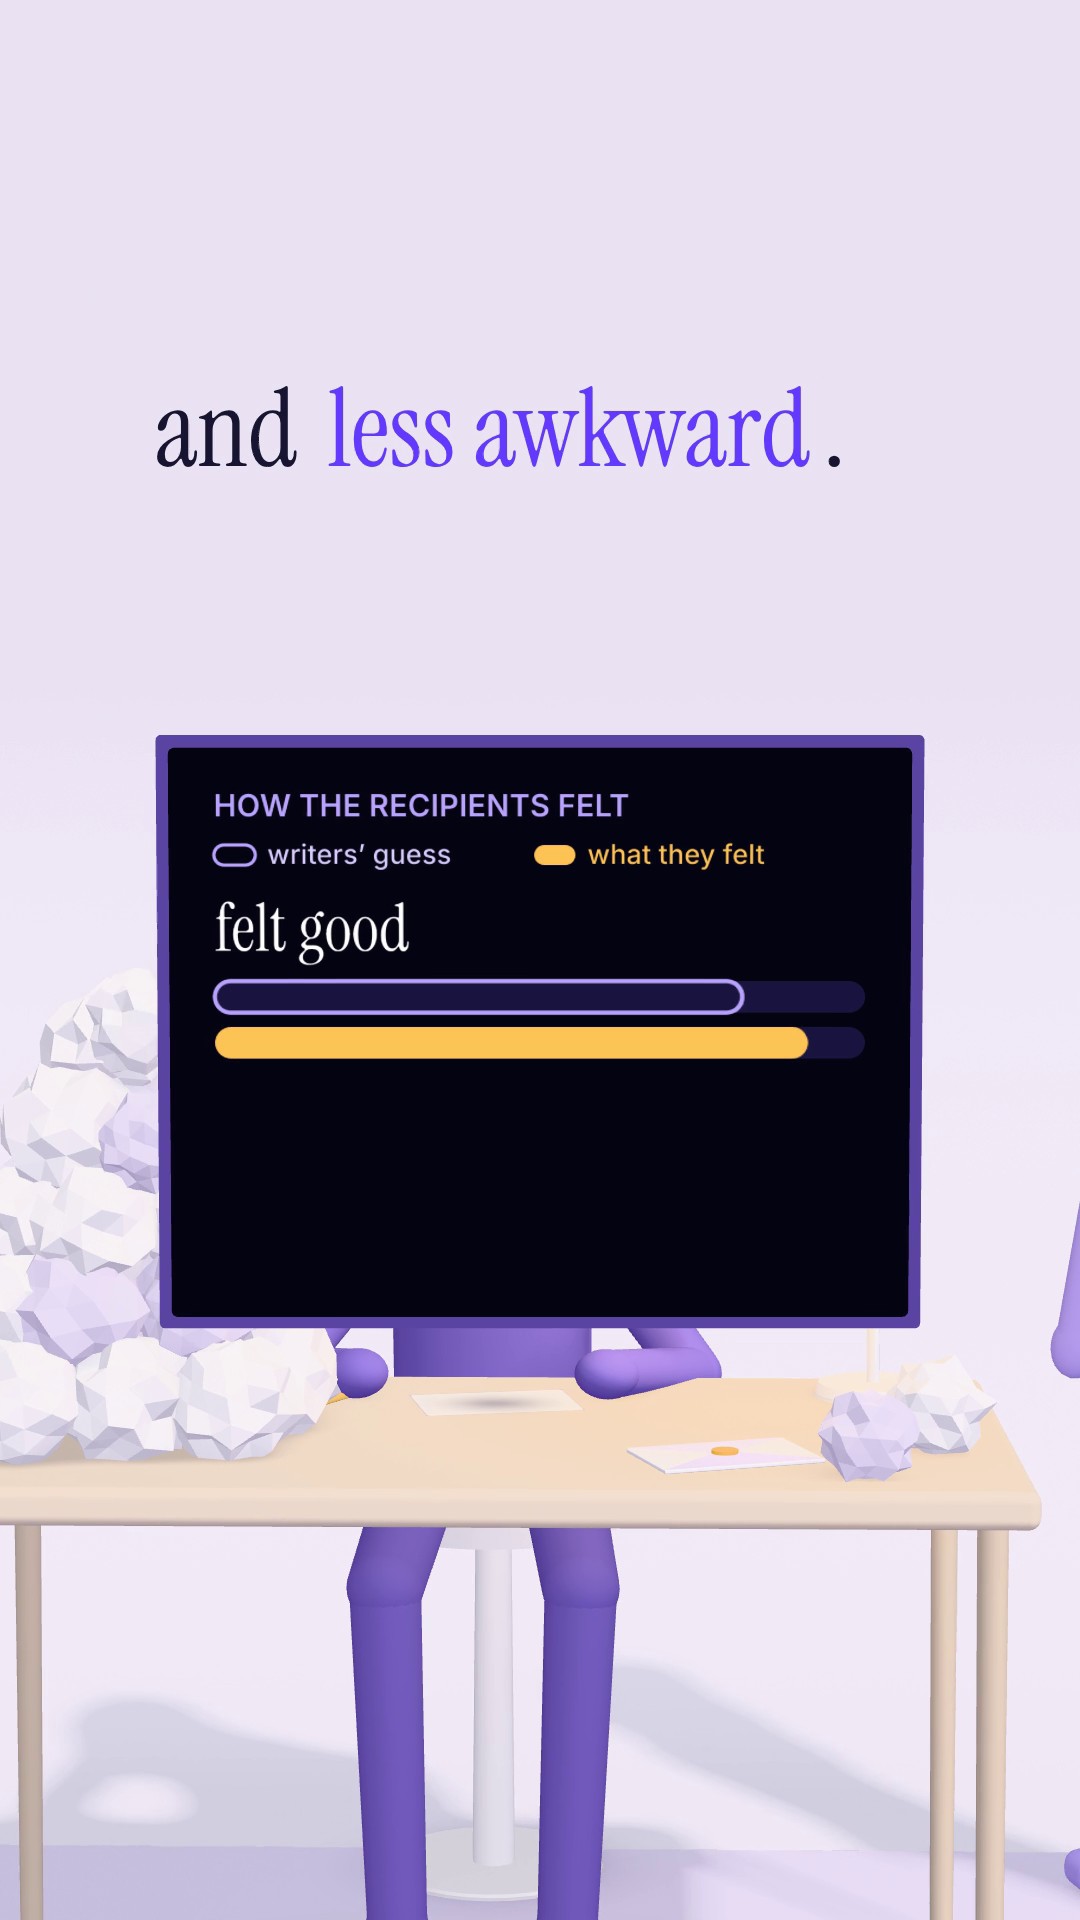 and less awkward.
HOW THE RECIPIENTS FELT
writers’ guess what they felt
felt good